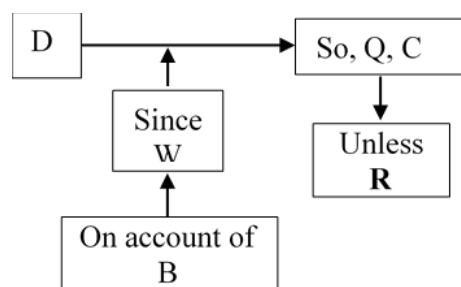 D
So, Q, C
Since
W
Unless
R
On account of
B